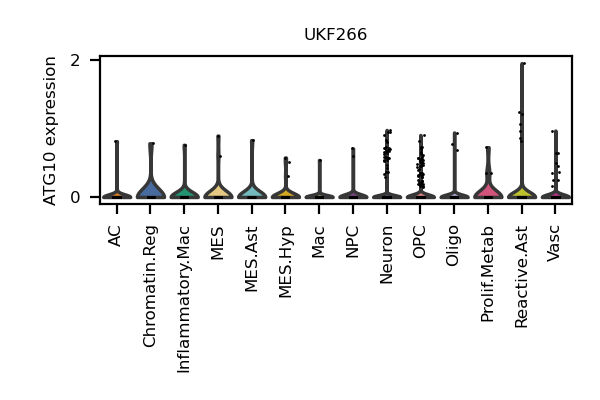 UKF266
ATG10 expression
2
0
AC
Chromatin.Reg
Inflammatory.Mac
MES
MES.Ast
MES.Hyp
Mac
NPC
Neuron
OPC
Oligo
Prolif.Metab
Reactive.Ast
Vasc